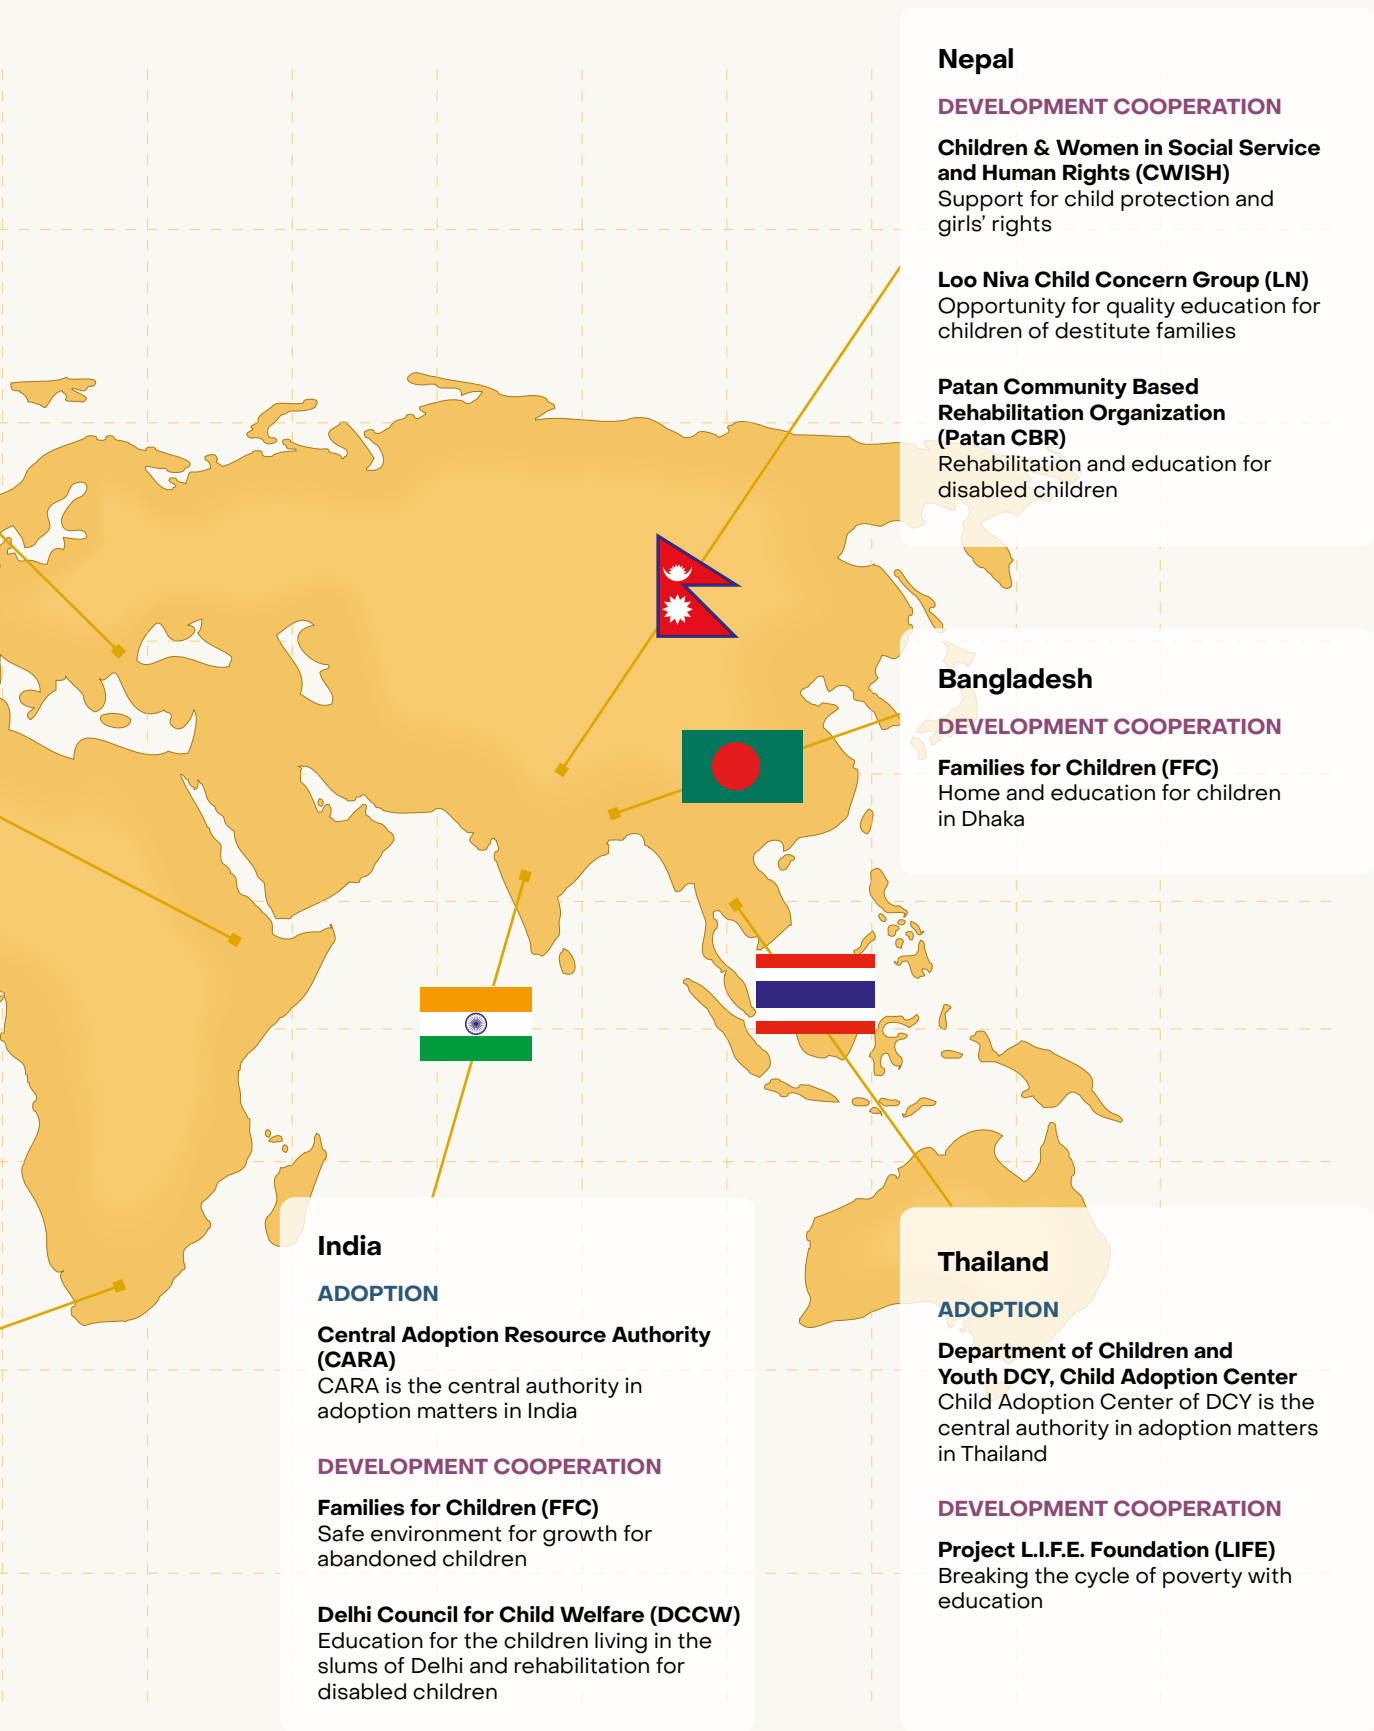 Nepal
DEVELOPMENT COOPERATION
Children & Women in Social Service
and Human Rights (CWISH)
Support for child protection and
girls’ rights
Loo Niva Child Concern Group (LN)
Opportunity for quality education for
children of destitute families
Patan Community Based
Rehabilitation Organization
(Patan CBR)
Rehabilitation and education for
disabled children
Bangladesh
DEVELOPMENT COOPERATION
Families for Children (FFC)
Home and education for children
in Dhaka
India
ADOPTION
Central Adoption Resource Authority
(CARA)
CARA is the central authority in
adoption matters in India
DEVELOPMENT COOPERATION
Families for Children (FFC)
Safe environment for growth for
abandoned children
Delhi Council for Child Welfare (DCCW)
Education for the children living in the
slums of Delhi and rehabilitation for
disabled children
Thailand
ADOPTION
Department of Children and
Youth DCY, Child Adoption Center
Child Adoption Center of DCY is the
central authority in adoption matters
in Thailand
DEVELOPMENT COOPERATION
Project L.I.F.E. Foundation (LIFE)
Breaking the cycle of poverty with
education